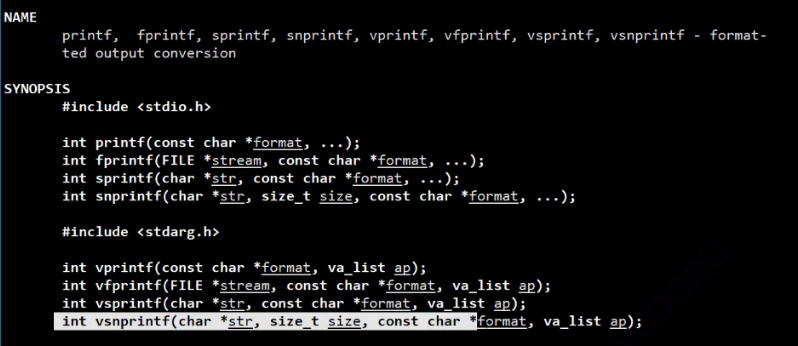 NAME
printf, fprintf, sprintf, snprintf, vprintf, vfprintf, vsprintf, vsnprintf - format-
ted output conversion
SYNOPSIS
#include <stdio.h>
int printf(const char *format, ...);
int fprintf(FILE *stream, const char *format, ...);
int sprintf(char *str, const char *format, ...);
int snprintf(char *str, size_t size, const char *format, ...);
#include <stdarg.h>
int vprintf(const char *format, va_list ap);
int vfprintf(FILE *stream, const char *format, va_list ap);
int vsprintf(char *str, const char *format, va_list ap);
int vsnprintf(char *str, size_t size, const char *format, va_list ap);